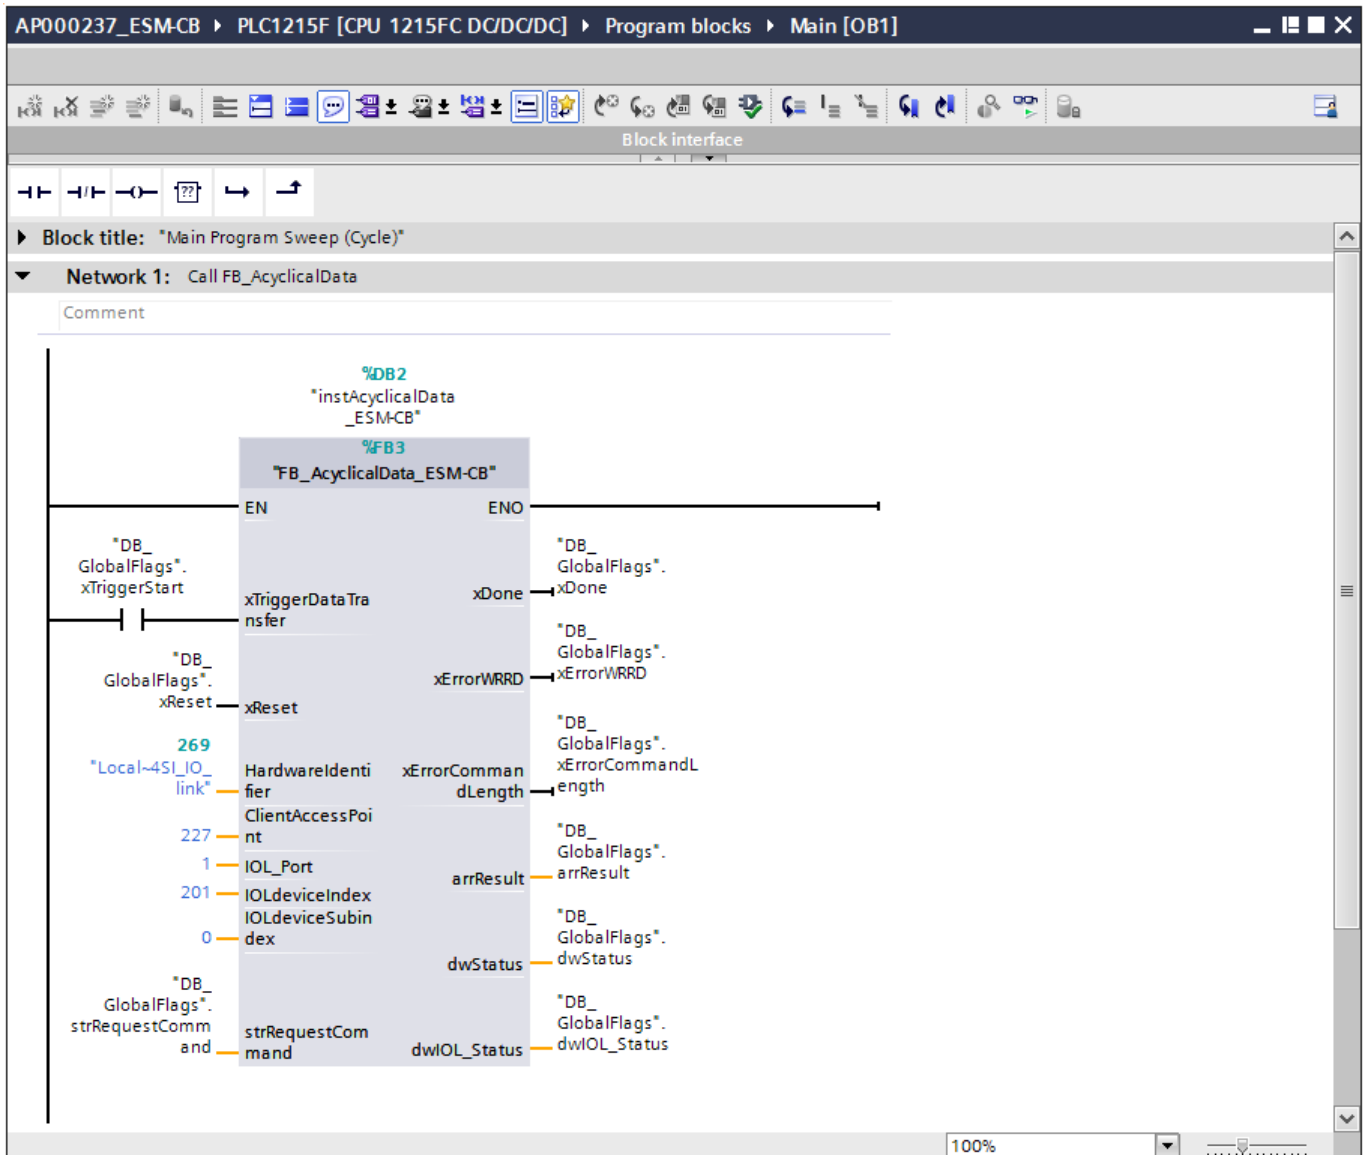 AP000237_ESM-CB ▸ PLC1215F [CPU 1215FC DC/DC/DC] ▸ Program blocks ▸ Main [OB1]
Block interface
??
Block title: "Main Program Sweep (Cycle)"
Network 1: Call FB_AcyclicalData
Comment
%DB2
"instAcyclicalData
_ESM-CB"
%FB3
"FB_AcyclicalData_ESM-CB"
EN
ENO
"DB_
GlobalFlags".
xTriggerStart
xTriggerDataTra
nsfer
"DB_
GlobalFlags".
xReset
xReset
269
"Local~4SI_IO_
link"
HardwareIdenti
fier
227
ClientAccessPoi
nt
1
IOL_Port
201
IOLdeviceIndex
0
IOLdeviceSubin
dex
"DB_
GlobalFlags".
strRequestComm
and
strRequestCom
mand
xDone
"DB_
GlobalFlags".
xDone
xErrorWRRD
"DB_
GlobalFlags".
xErrorWRRD
xErrorComman
dLength
"DB_
GlobalFlags".
xErrorCommandL
ength
arrResult
"DB_
GlobalFlags".
arrResult
dwStatus
"DB_
GlobalFlags".
dwStatus
dwIOL_Status
"DB_
GlobalFlags".
dwIOL_Status
100%